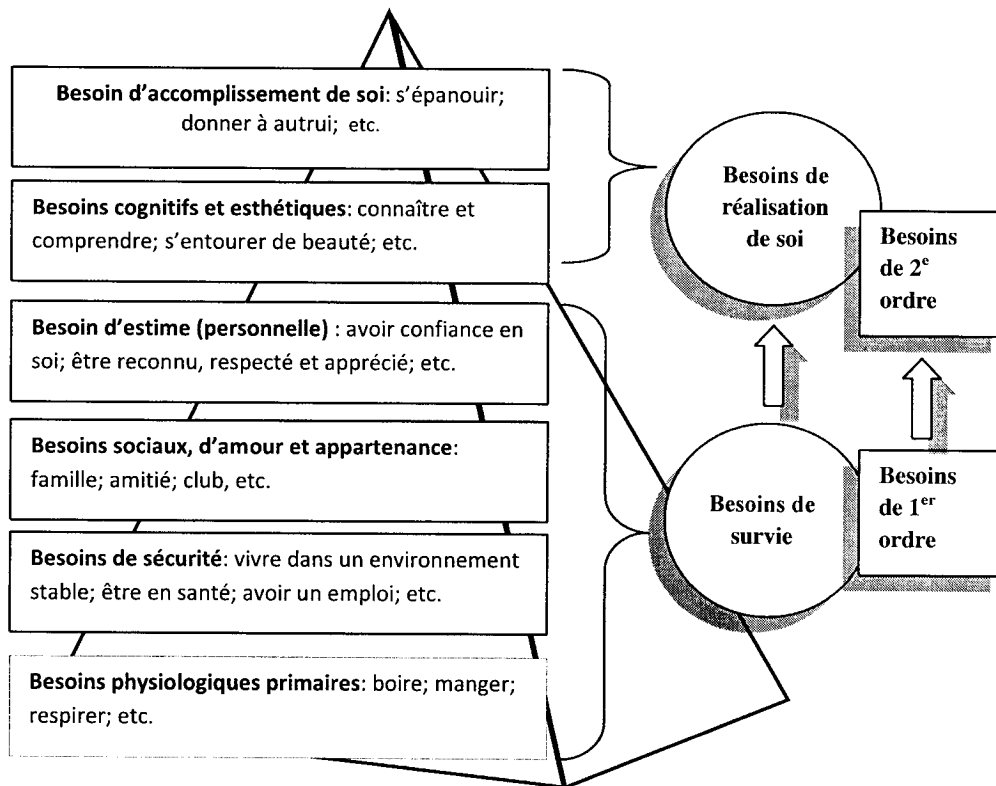 Besoin d'accomplissement de soi: s'épanouir;
donner à autrui; etc.
Besoins cognitifs et esthétiques: connaître et
comprendre; s'entourer de beauté; etc.
Besoin d'estime (personnelle) : avoir confiance en
soi; être reconnu, respecté et apprécié; etc.
Besoins sociaux, d'amour et appartenance:
famille; amitié; club, etc.
Besoins de sécurité: vivre dans un environnement
stable; être en santé; avoir un emploi; etc.
Besoins physiologiques primaires: boire; manger;
respirer; etc.
Besoins de
réalisation
de soi
Besoins
de 2e
ordre
Besoins de
survie
Besoins
de 1er
ordre